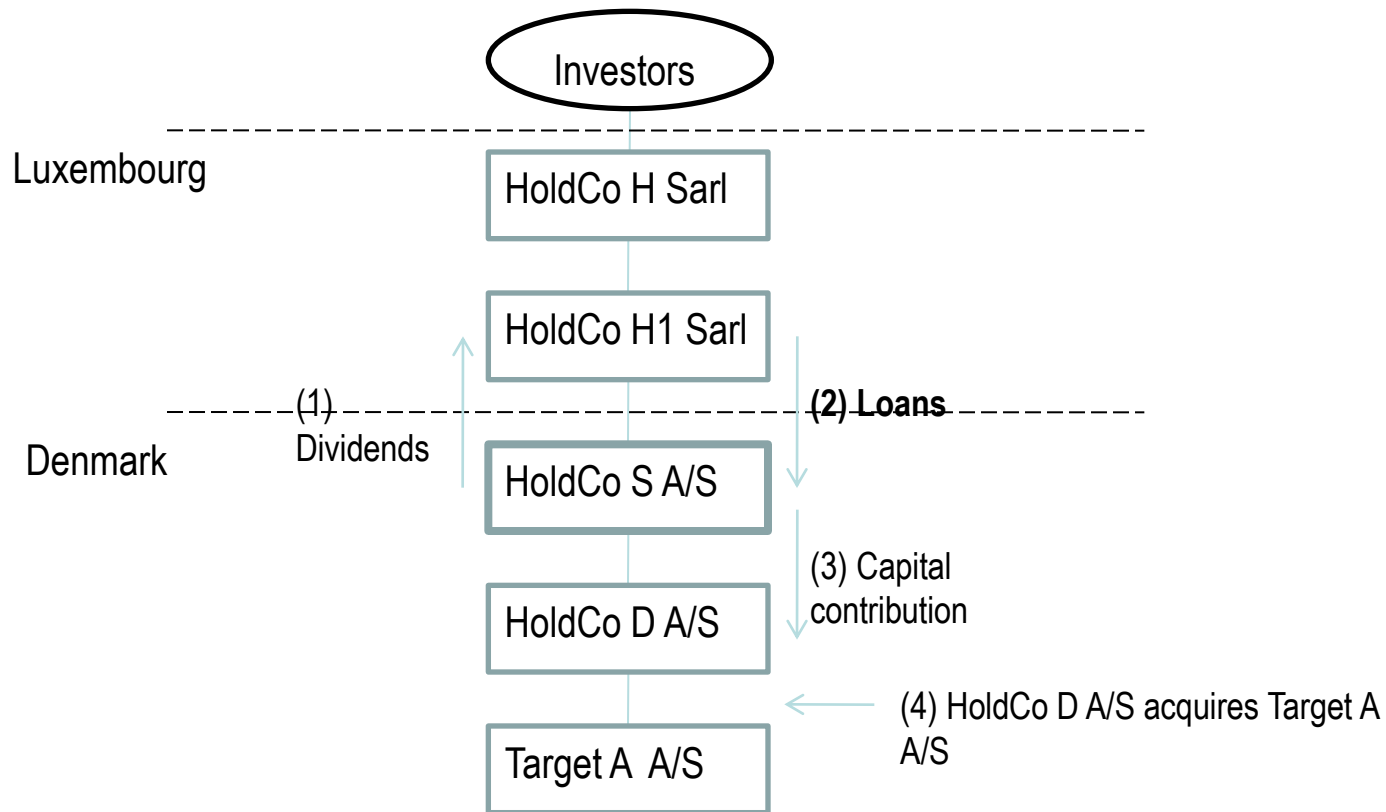 Investors
Luxembourg
HoldCo H Sarl
HoldCo H1 Sarl
(1)
Dividends
(2) Loans
Denmark
HoldCo S A/S
(3) Capital
contribution
HoldCo D A/S
(4) HoldCo D A/S acquires Target A
A/S
Target A A/S